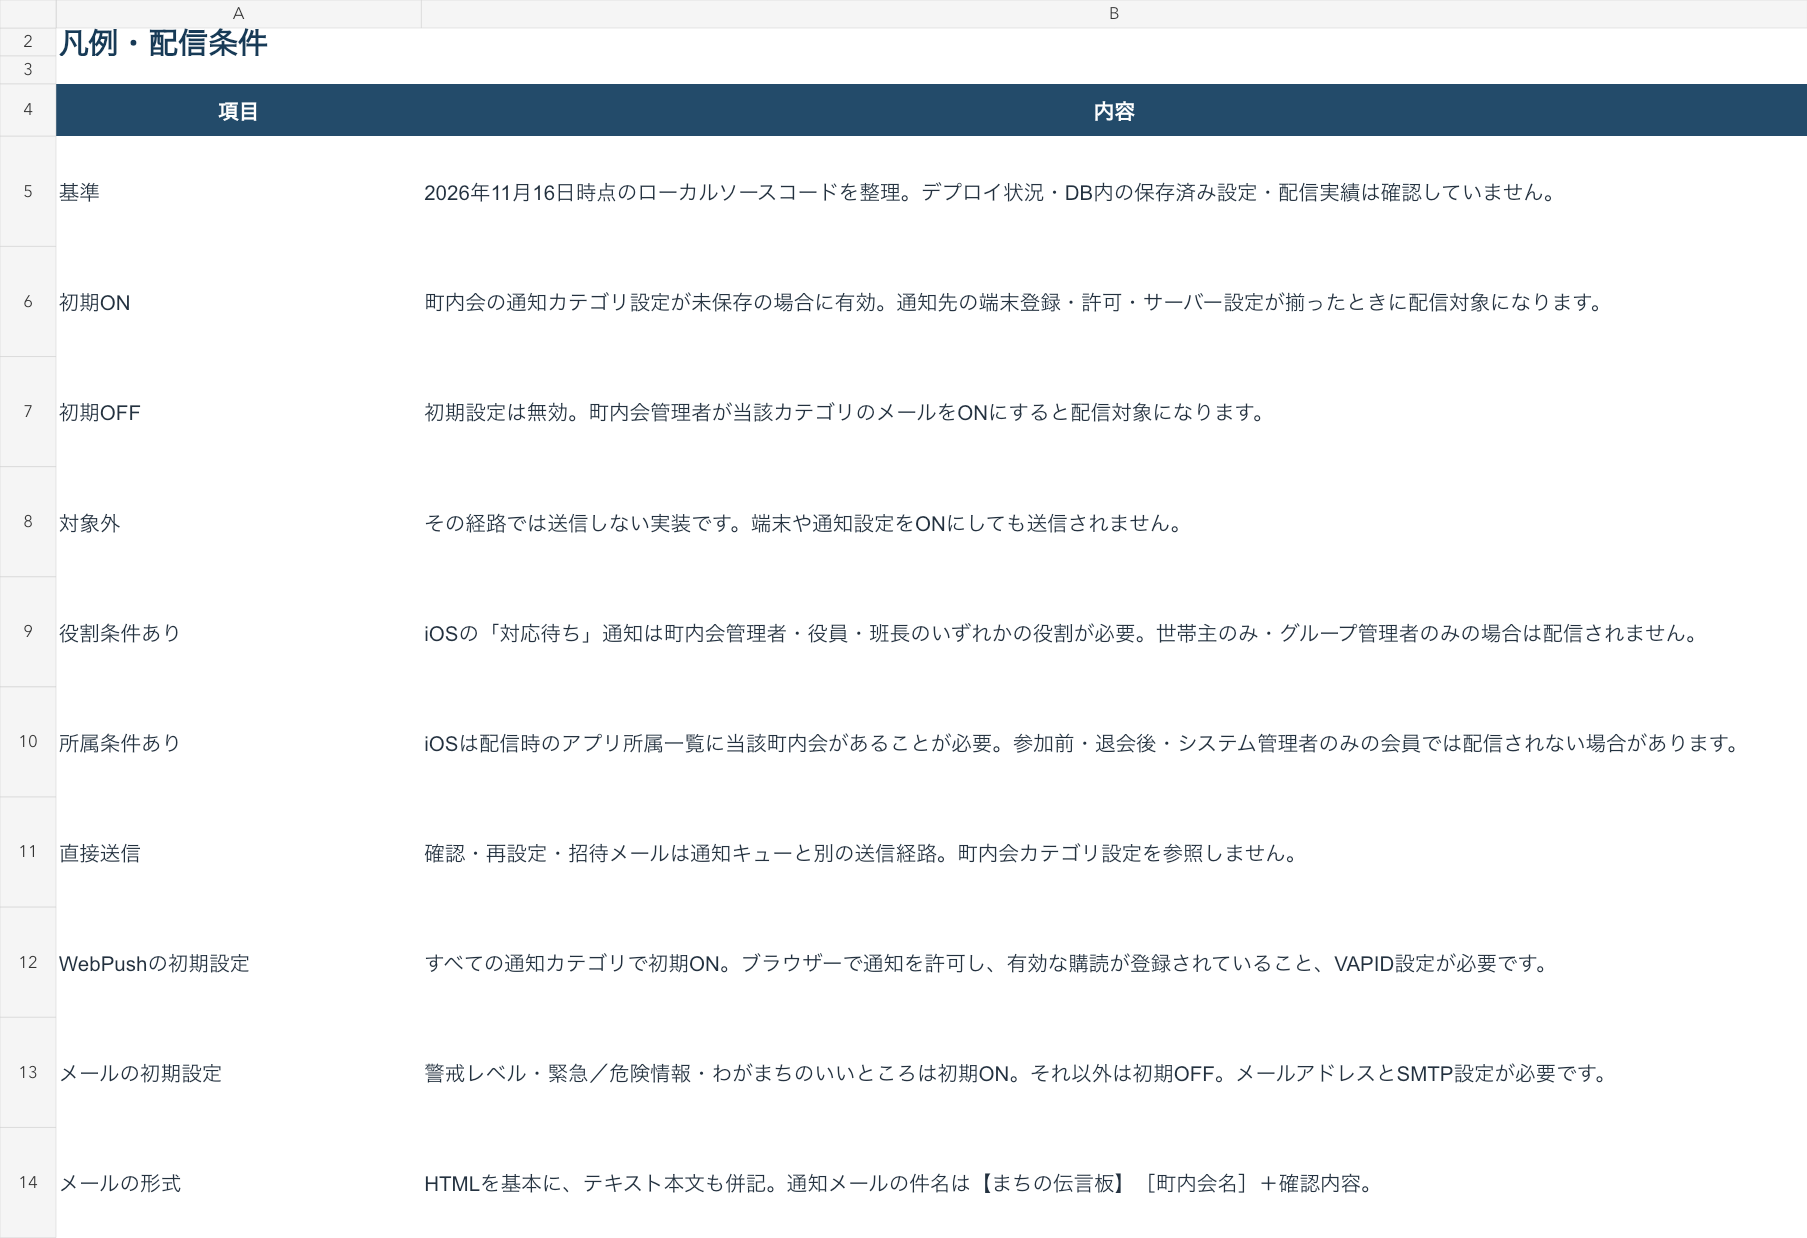 A B
2 凡例・配信条件
3
4 項目 内容
5 基準 2026年11月16日時点のローカルソースコードを整理。デプロイ状況・DB内の保存済み設定・配信実績は確認していません。
6 初期ON 町内会の通知カテゴリ設定が未保存の場合に有効。通知先の端末登録・許可・サーバー設定が揃ったときに配信対象になります。
7 初期OFF 初期設定は無効。町内会管理者が当該カテゴリのメールをONにすると配信対象になります。
8 対象外 その経路では送信しない実装です。端末や通知設定をONにしても送信されません。
9 役割条件あり iOSの「対応待ち」通知は町内会管理者・役員・班長のいずれかの役割が必要。世帯主のみ・グループ管理者のみの場合は配信されません。
10 所属条件あり iOSは配信時のアプリ所属一覧に当該町内会があることが必要。参加前・退会後・システム管理者のみの会員では配信されない場合があります。
11 直接送信 確認・再設定・招待メールは通知キューと別の送信経路。町内会カテゴリ設定を参照しません。
12 WebPushの初期設定 すべての通知カテゴリで初期ON。ブラウザーで通知を許可し、有効な購読が登録されていること、VAPID設定が必要です。
13 メールの初期設定 警戒レベル・緊急／危険情報・わがまちのいいところは初期ON。それ以外は初期OFF。メールアドレスとSMTP設定が必要です。
14 メールの形式 HTMLを基本に、テキスト本文も併記。通知メールの件名は【まちの伝言板】［町内会名］＋確認内容。